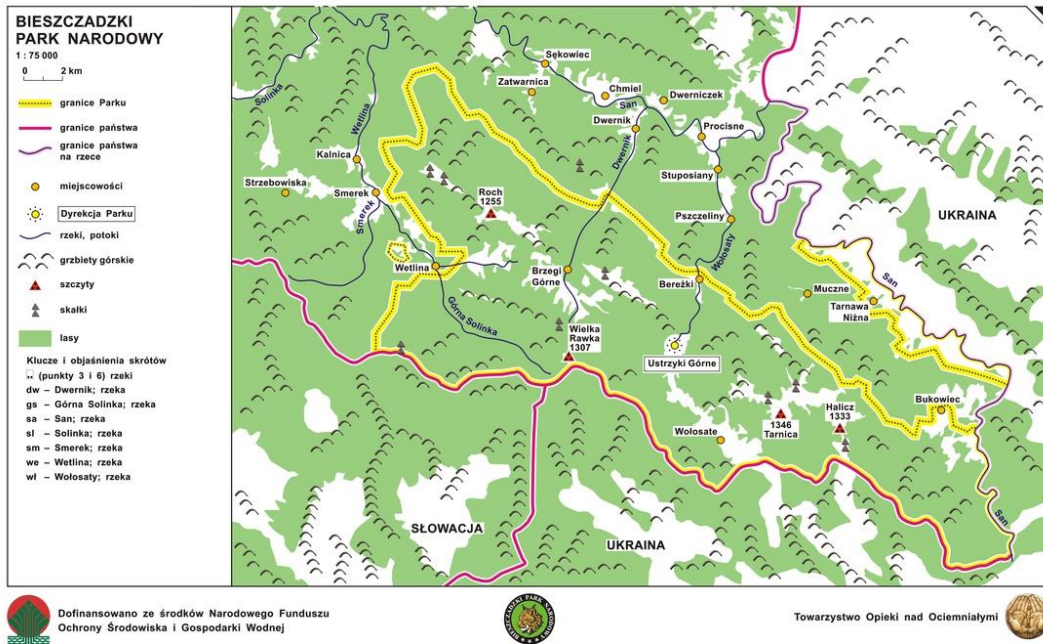 BIESZCZADZKI
PARK NARODOWY
1 : 75 000
0 2 km
granice Parku
granice państwa
granice państwa
na rzece
miejscowości
Dyrekcja Parku
rzeki, potoki
grzbiety górskie
szczyty
skałki
lasy
Klucze i objaśnienia skrótów
(punkty 3 i 6) rzeki
dw – Dwernik; rzeka
gs – Górna Solinka; rzeka
sa – San; rzeka
sl – Solinka; rzeka
sm – Smerek; rzeka
we – Wetlina; rzeka
wł – Wołosaty; rzeka
Solinka
Wetlina
Sękowiec
Zatwarnica
Chmiel
San
Dwerniczek
Dwernik
Dwernik
Procisne
Kalnica
Strzebowiska
Smerek
Smerek
Roch
1255
Stuposiany
Pszczeliny
Wołosaty
UKRAINA
Wetlina
Górna Solinka
Brzegi
Górne
Bereżki
Muczne
San
Tarnawa
Niżna
Wielka
Rawka
1307
Ustrzyki Górne
Bukowiec
Halicz
1333
1346
Tarnica
Wołosate
San
SŁOWACJA
UKRAINA
Dofinansowano ze środków Narodowego Funduszu
Ochrony Środowiska i Gospodarki Wodnej
BIESZCZADZKI PARK NARODOWY
Towarzystwo Opieki nad Ociemniałymi